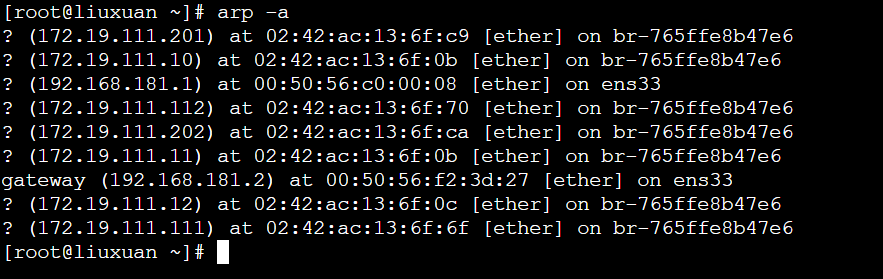 [root@liuxuan ~]# arp -a
? (172.19.111.201) at 02:42:ac:13:6f:c9 [ether] on br-765ffe8b47e6
? (172.19.111.10) at 02:42:ac:13:6f:0b [ether] on br-765ffe8b47e6
? (192.168.181.1) at 00:50:56:c0:00:08 [ether] on ens33
? (172.19.111.112) at 02:42:ac:13:6f:70 [ether] on br-765ffe8b47e6
? (172.19.111.202) at 02:42:ac:13:6f:ca [ether] on br-765ffe8b47e6
? (172.19.111.11) at 02:42:ac:13:6f:0b [ether] on br-765ffe8b47e6
gateway (192.168.181.2) at 00:50:56:f2:3d:27 [ether] on ens33
? (172.19.111.12) at 02:42:ac:13:6f:0c [ether] on br-765ffe8b47e6
? (172.19.111.111) at 02:42:ac:13:6f:6f [ether] on br-765ffe8b47e6
[root@liuxuan ~]#